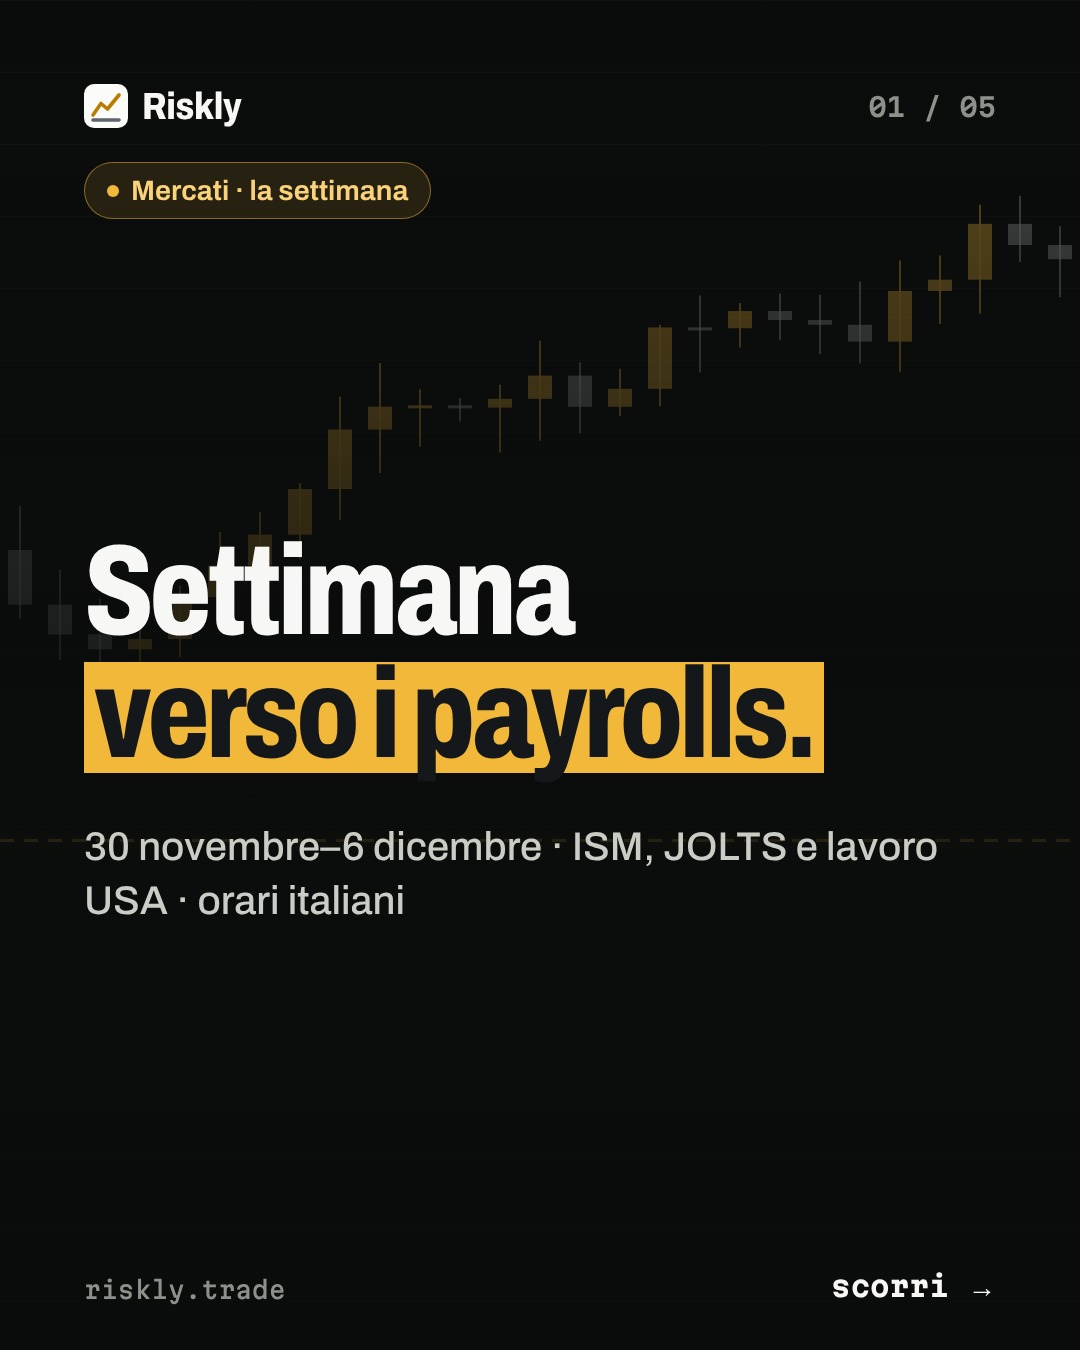 Riskly
01 / 05
Mercati · la settimana
Settimana
verso i payrolls.
30 novembre–6 dicembre · ISM, JOLTS e lavoro
USA · orari italiani
riskly.trade
scorri →